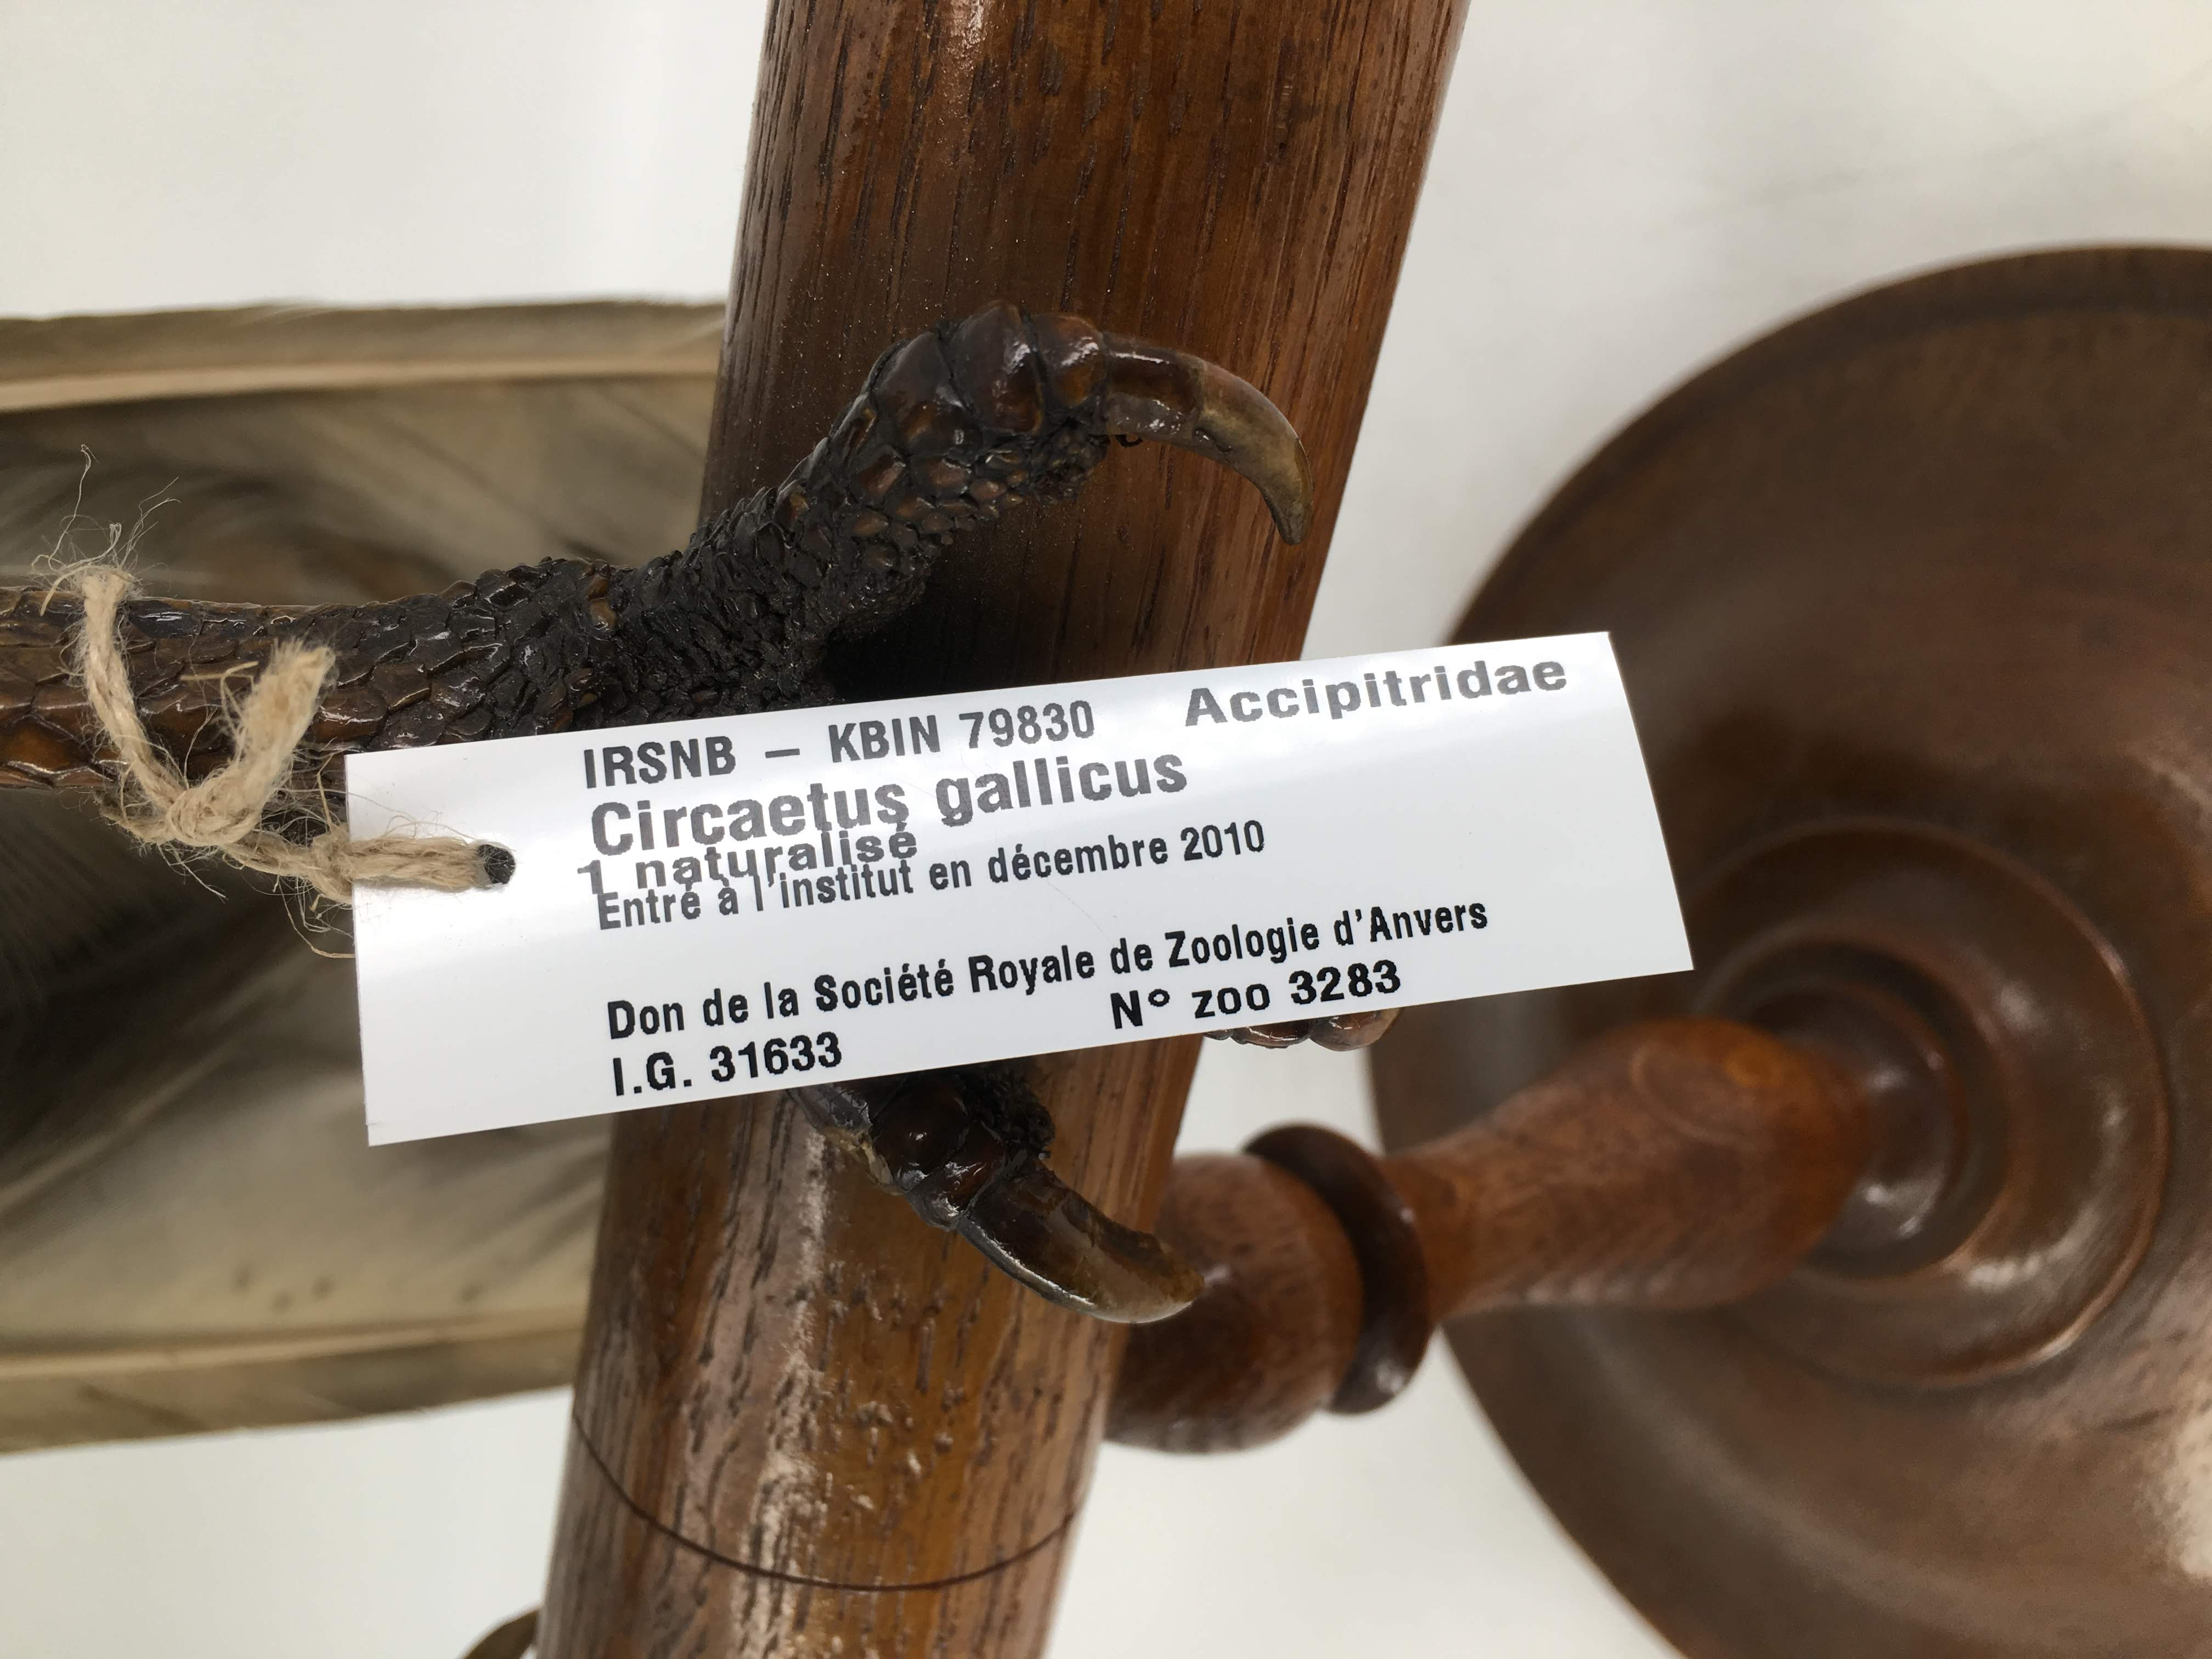 IRSNB – KBIN 79830 Accipitridae
Circaetus gallicus
1 naturalisé
Entré à l'institut en décembre 2010
Don de la Société Royale de Zoologie d'Anvers
I.G. 31633 N° zoo 3283